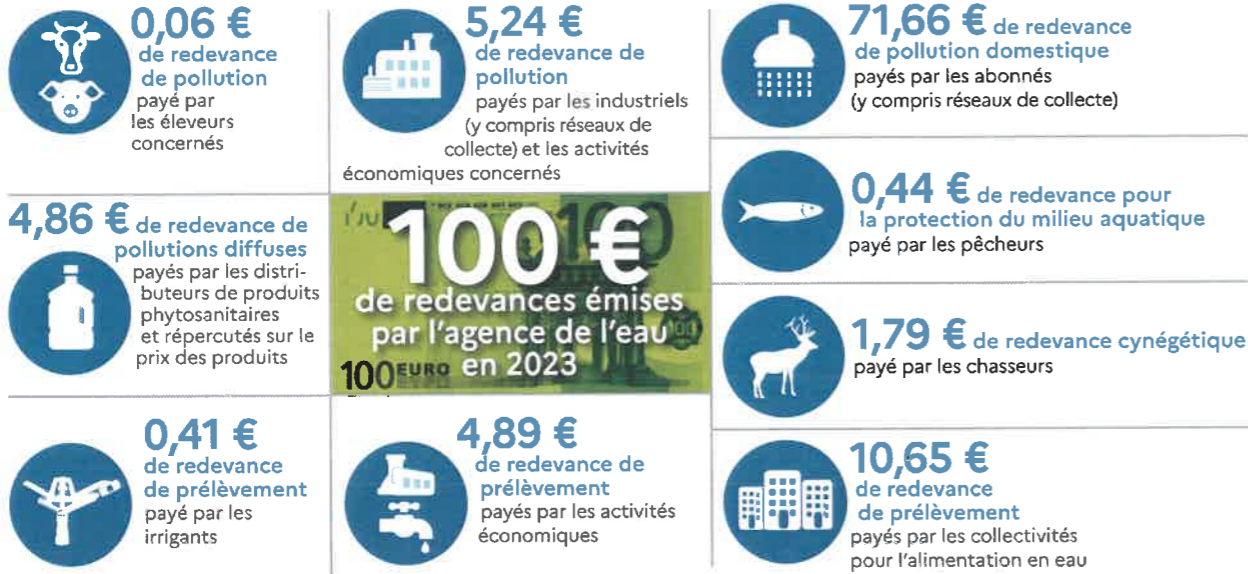 0,06 €
de redevance
de pollution
payé par
les éleveurs
concernés
5,24 €
de redevance de
pollution
payés par les industriels
(y compris réseaux de
collecte) et les activités
économiques concernés
71,66 € de redevance
de pollution domestique
payés par les abonnés
(y compris réseaux de collecte)
4,86 € de redevance de
pollutions diffuses
payés par les distri-
buteurs de produits
phytosanitaires
et répercutés sur le
prix des produits
100 €
de redevances émises
par l'agence de l'eau
en 2023
100
100
100 EURO
0,44 € de redevance pour
la protection du milieu aquatique
payé par les pêcheurs
1,79 € de redevance cynégétique
payé par les chasseurs
0,41 €
de redevance
de prélèvement
payé par les
irrigants
4,89 €
de redevance de
prélèvement
payés par les activités
économiques
10,65 €
de redevance
de prélèvement
payés par les collectivités
pour l'alimentation en eau